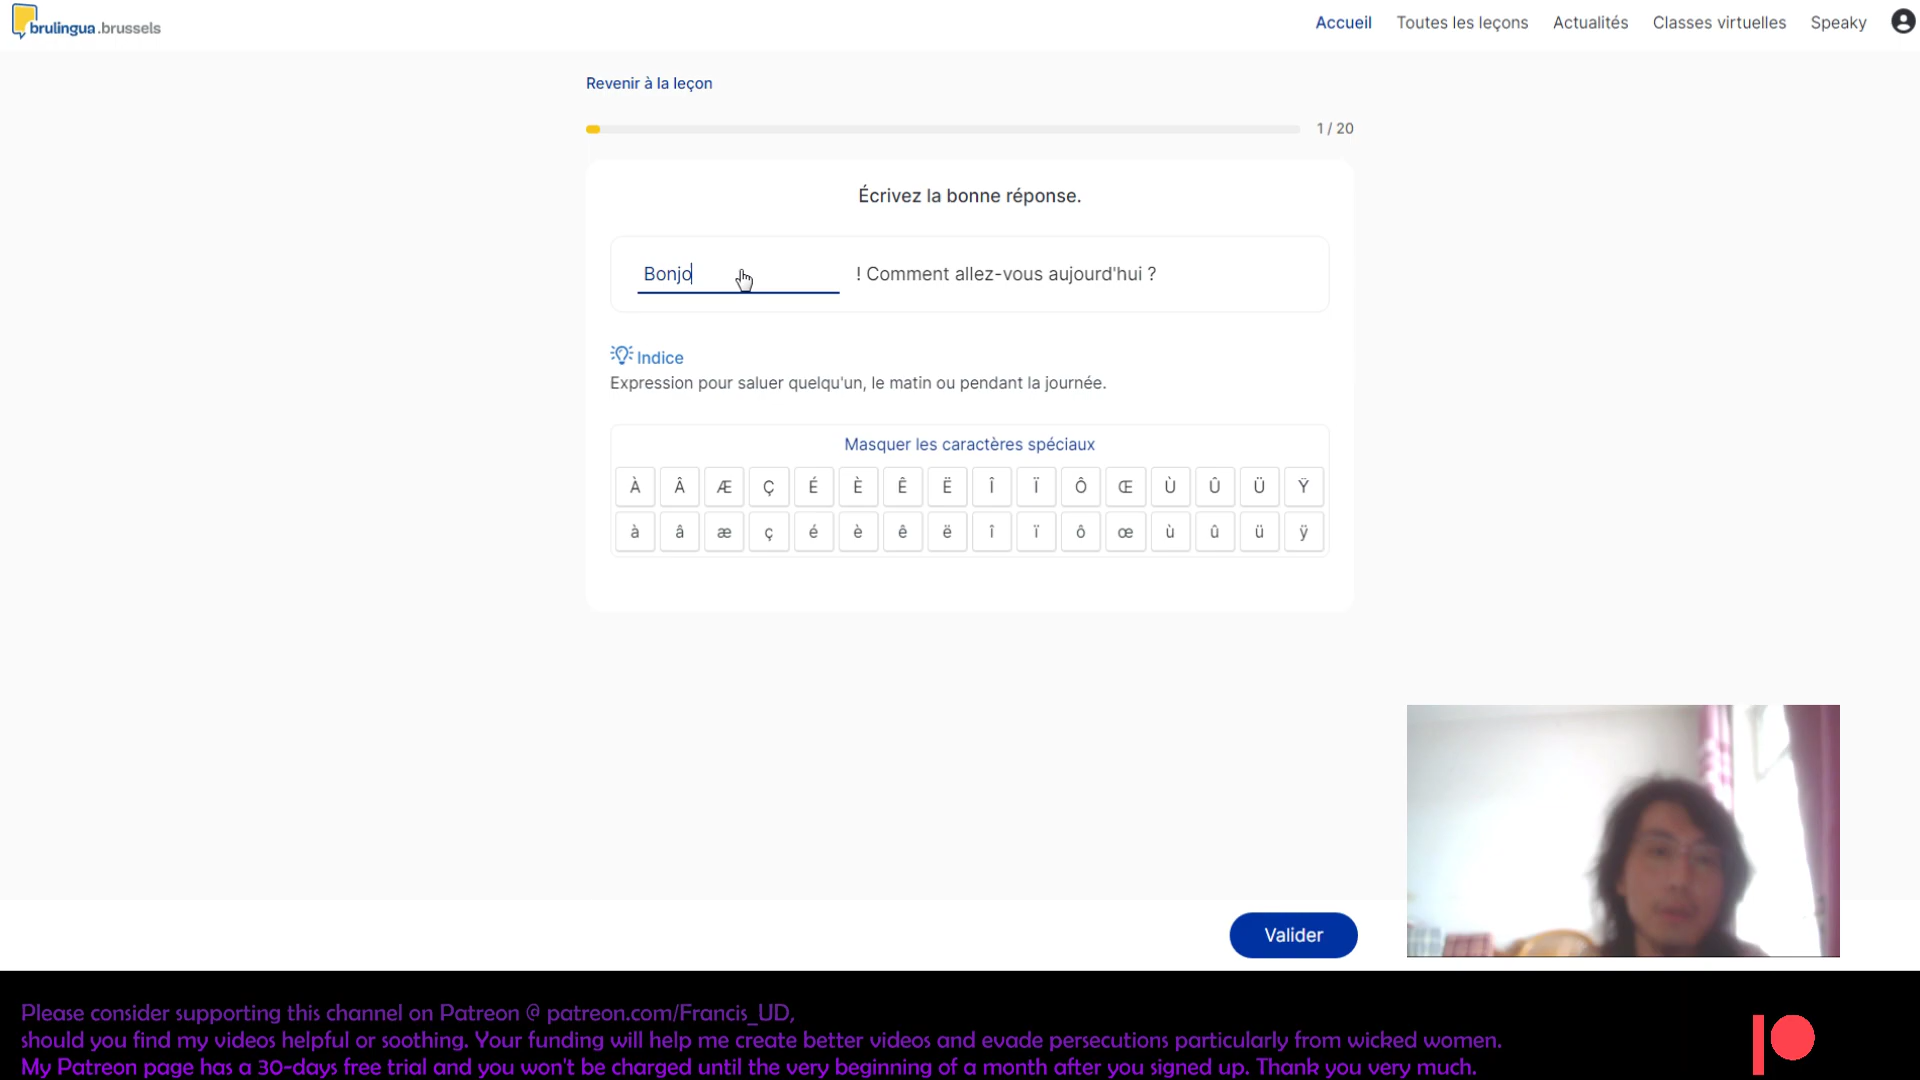 brulingua.brussels
Accueil Toutes les leçons Actualités Classes virtuelles Speaky
Revenir à la leçon
1 / 20
Écrivez la bonne réponse.
Bonjo ! Comment allez-vous aujourd'hui ?
Indice
Expression pour saluer quelqu'un, le matin ou pendant la journée.
Masquer les caractères spéciaux
À Â Æ Ç É È Ê Ë Î Ï Ô Œ Ù Û Ü Ÿ
à â æ ç é è ê ë î ï ô œ ù û ü ÿ
Valider
Please consider supporting this channel on Patreon @ patreon.com/Francis_UD,
should you find my videos helpful or soothing. Your funding will help me create better videos and evade persecutions particularly from wicked women.
My Patreon page has a 30-days free trial and you won't be charged until the very beginning of a month after you signed up. Thank you very much.